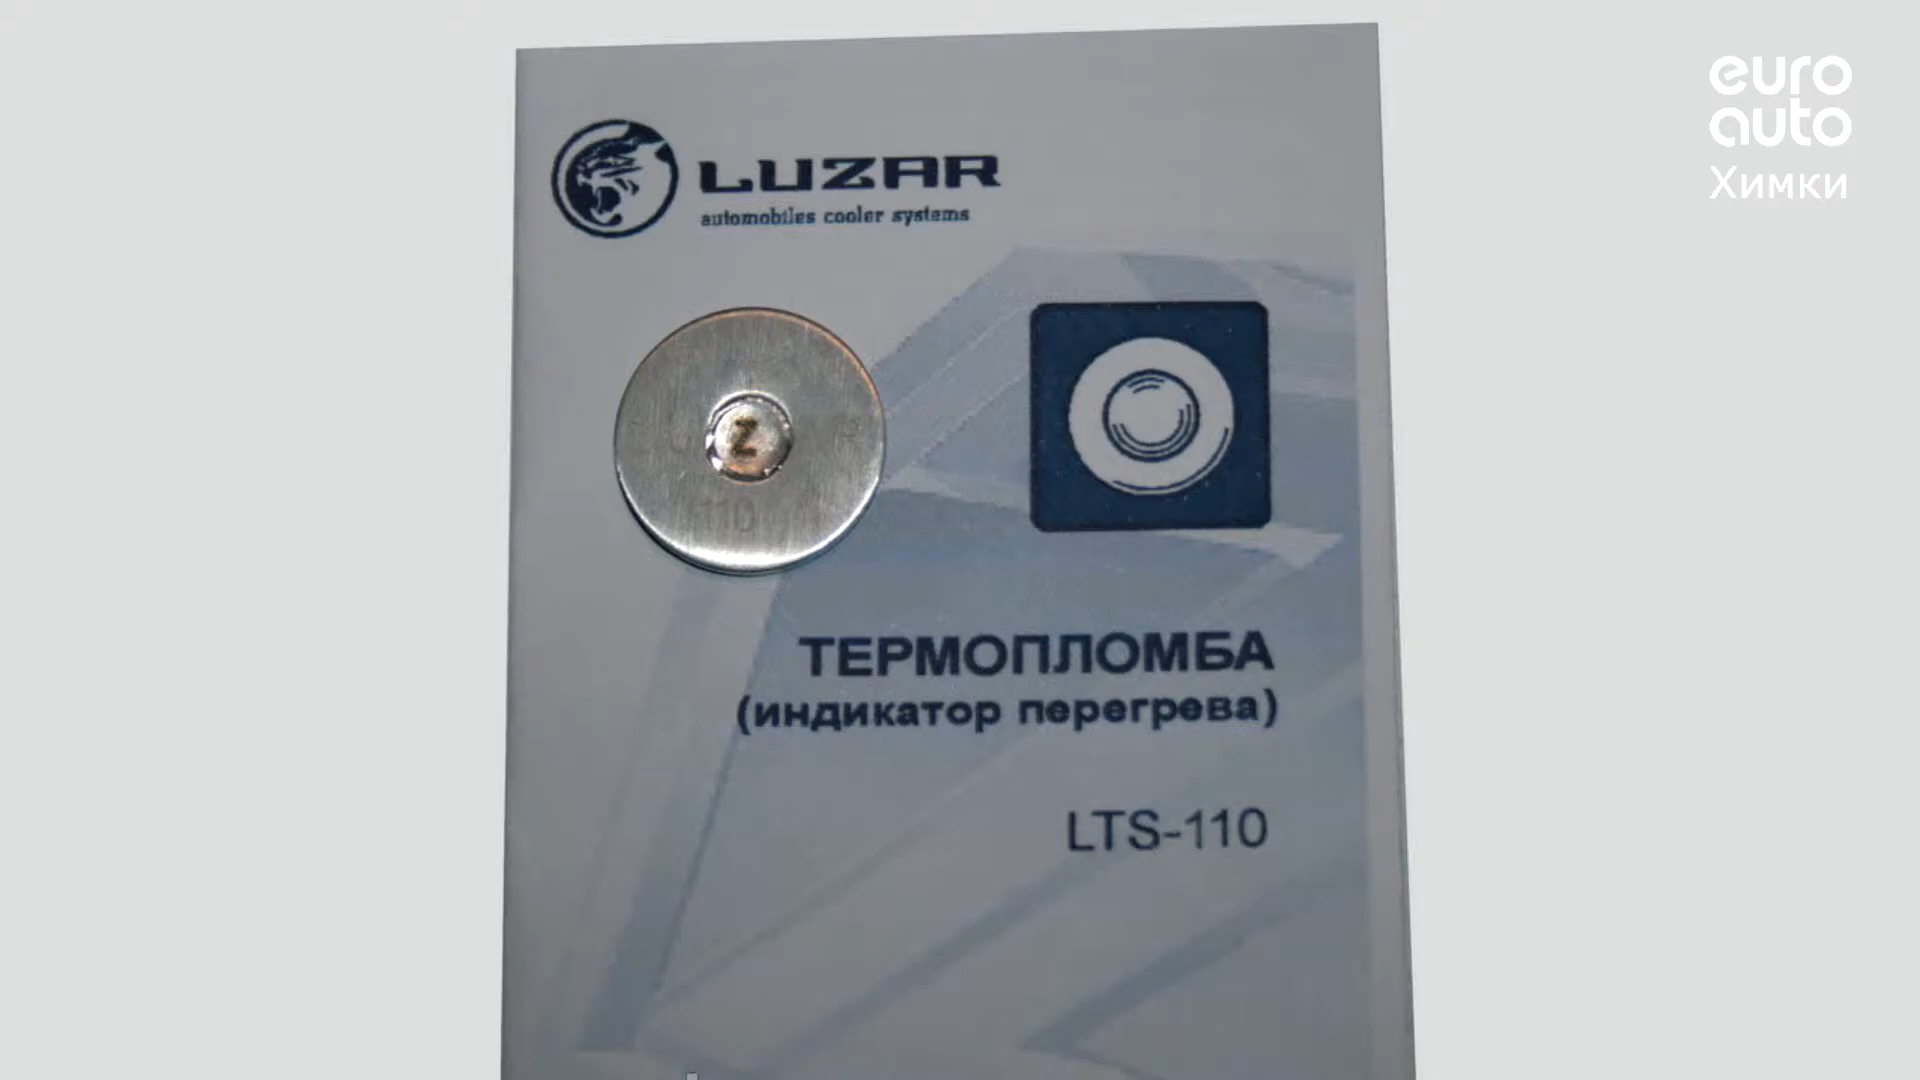 LUZAR
automobiles cooler systems
Z
110
ТЕРМОПЛОМБА
(индикатор перегрева)
LTS-110
euro
auto
Химки